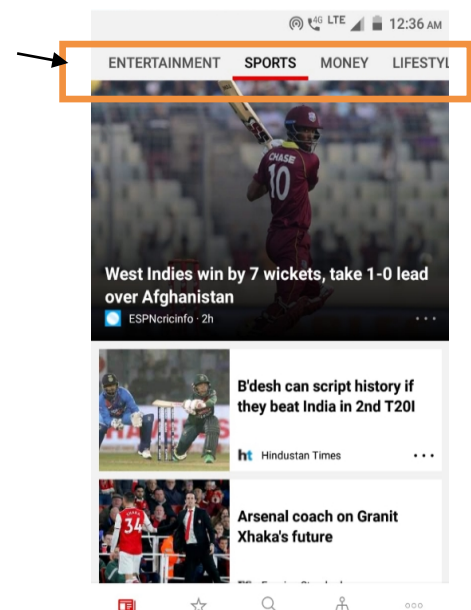 4G LTE 12:36 AM
ENTERTAINMENT SPORTS MONEY LIFESTYL
CHASE
10
West Indies win by 7 wickets, take 1-0 lead
over Afghanistan
ESPNcricinfo · 2h
B'desh can script history if
they beat India in 2nd T20I
ht Hindustan Times
34
Arsenal coach on Granit
Xhaka's future